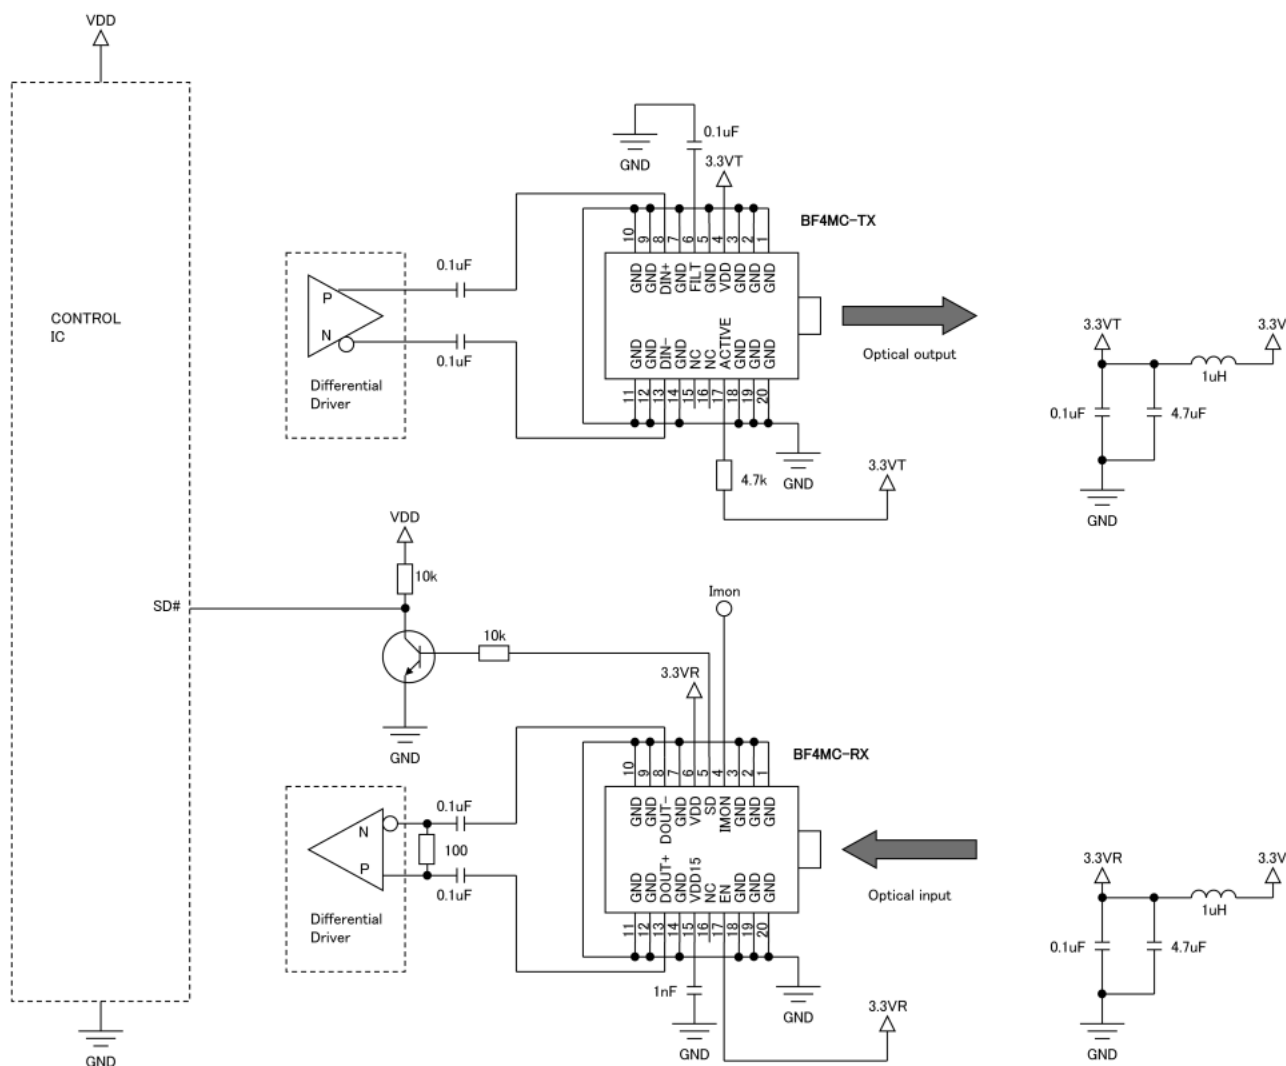 VDD
CONTROL
IC
SD#
GND
0.1uF
GND
3.3VT
BF4MC-TX
10
9
8
7
6
5
4
3
2
1
GND
GND
DIN+
GND
FILT
GND
VDD
GND
GND
GND
GND
GND
DIN-
GND
NC
NC
ACTIVE
GND
GND
GND
11
12
13
14
15
16
17
18
19
20
P
N
Differential
Driver
0.1uF
0.1uF
Optical output
GND
4.7k
3.3VT
3.3VT
3.3V
1uH
0.1uF
4.7uF
GND
VDD
10k
10k
GND
Imon
3.3VR
BF4MC-RX
10
9
8
7
6
5
4
3
2
1
GND
GND
DOUT-
GND
VDD
SD
IMON
GND
GND
GND
GND
GND
DOUT+
GND
VDD15
NC
EN
GND
GND
GND
11
12
13
14
15
16
17
18
19
20
N
P
Differential
Driver
0.1uF
100
0.1uF
Optical input
1nF
GND
GND
3.3VR
3.3VR
3.3V
1uH
0.1uF
4.7uF
GND